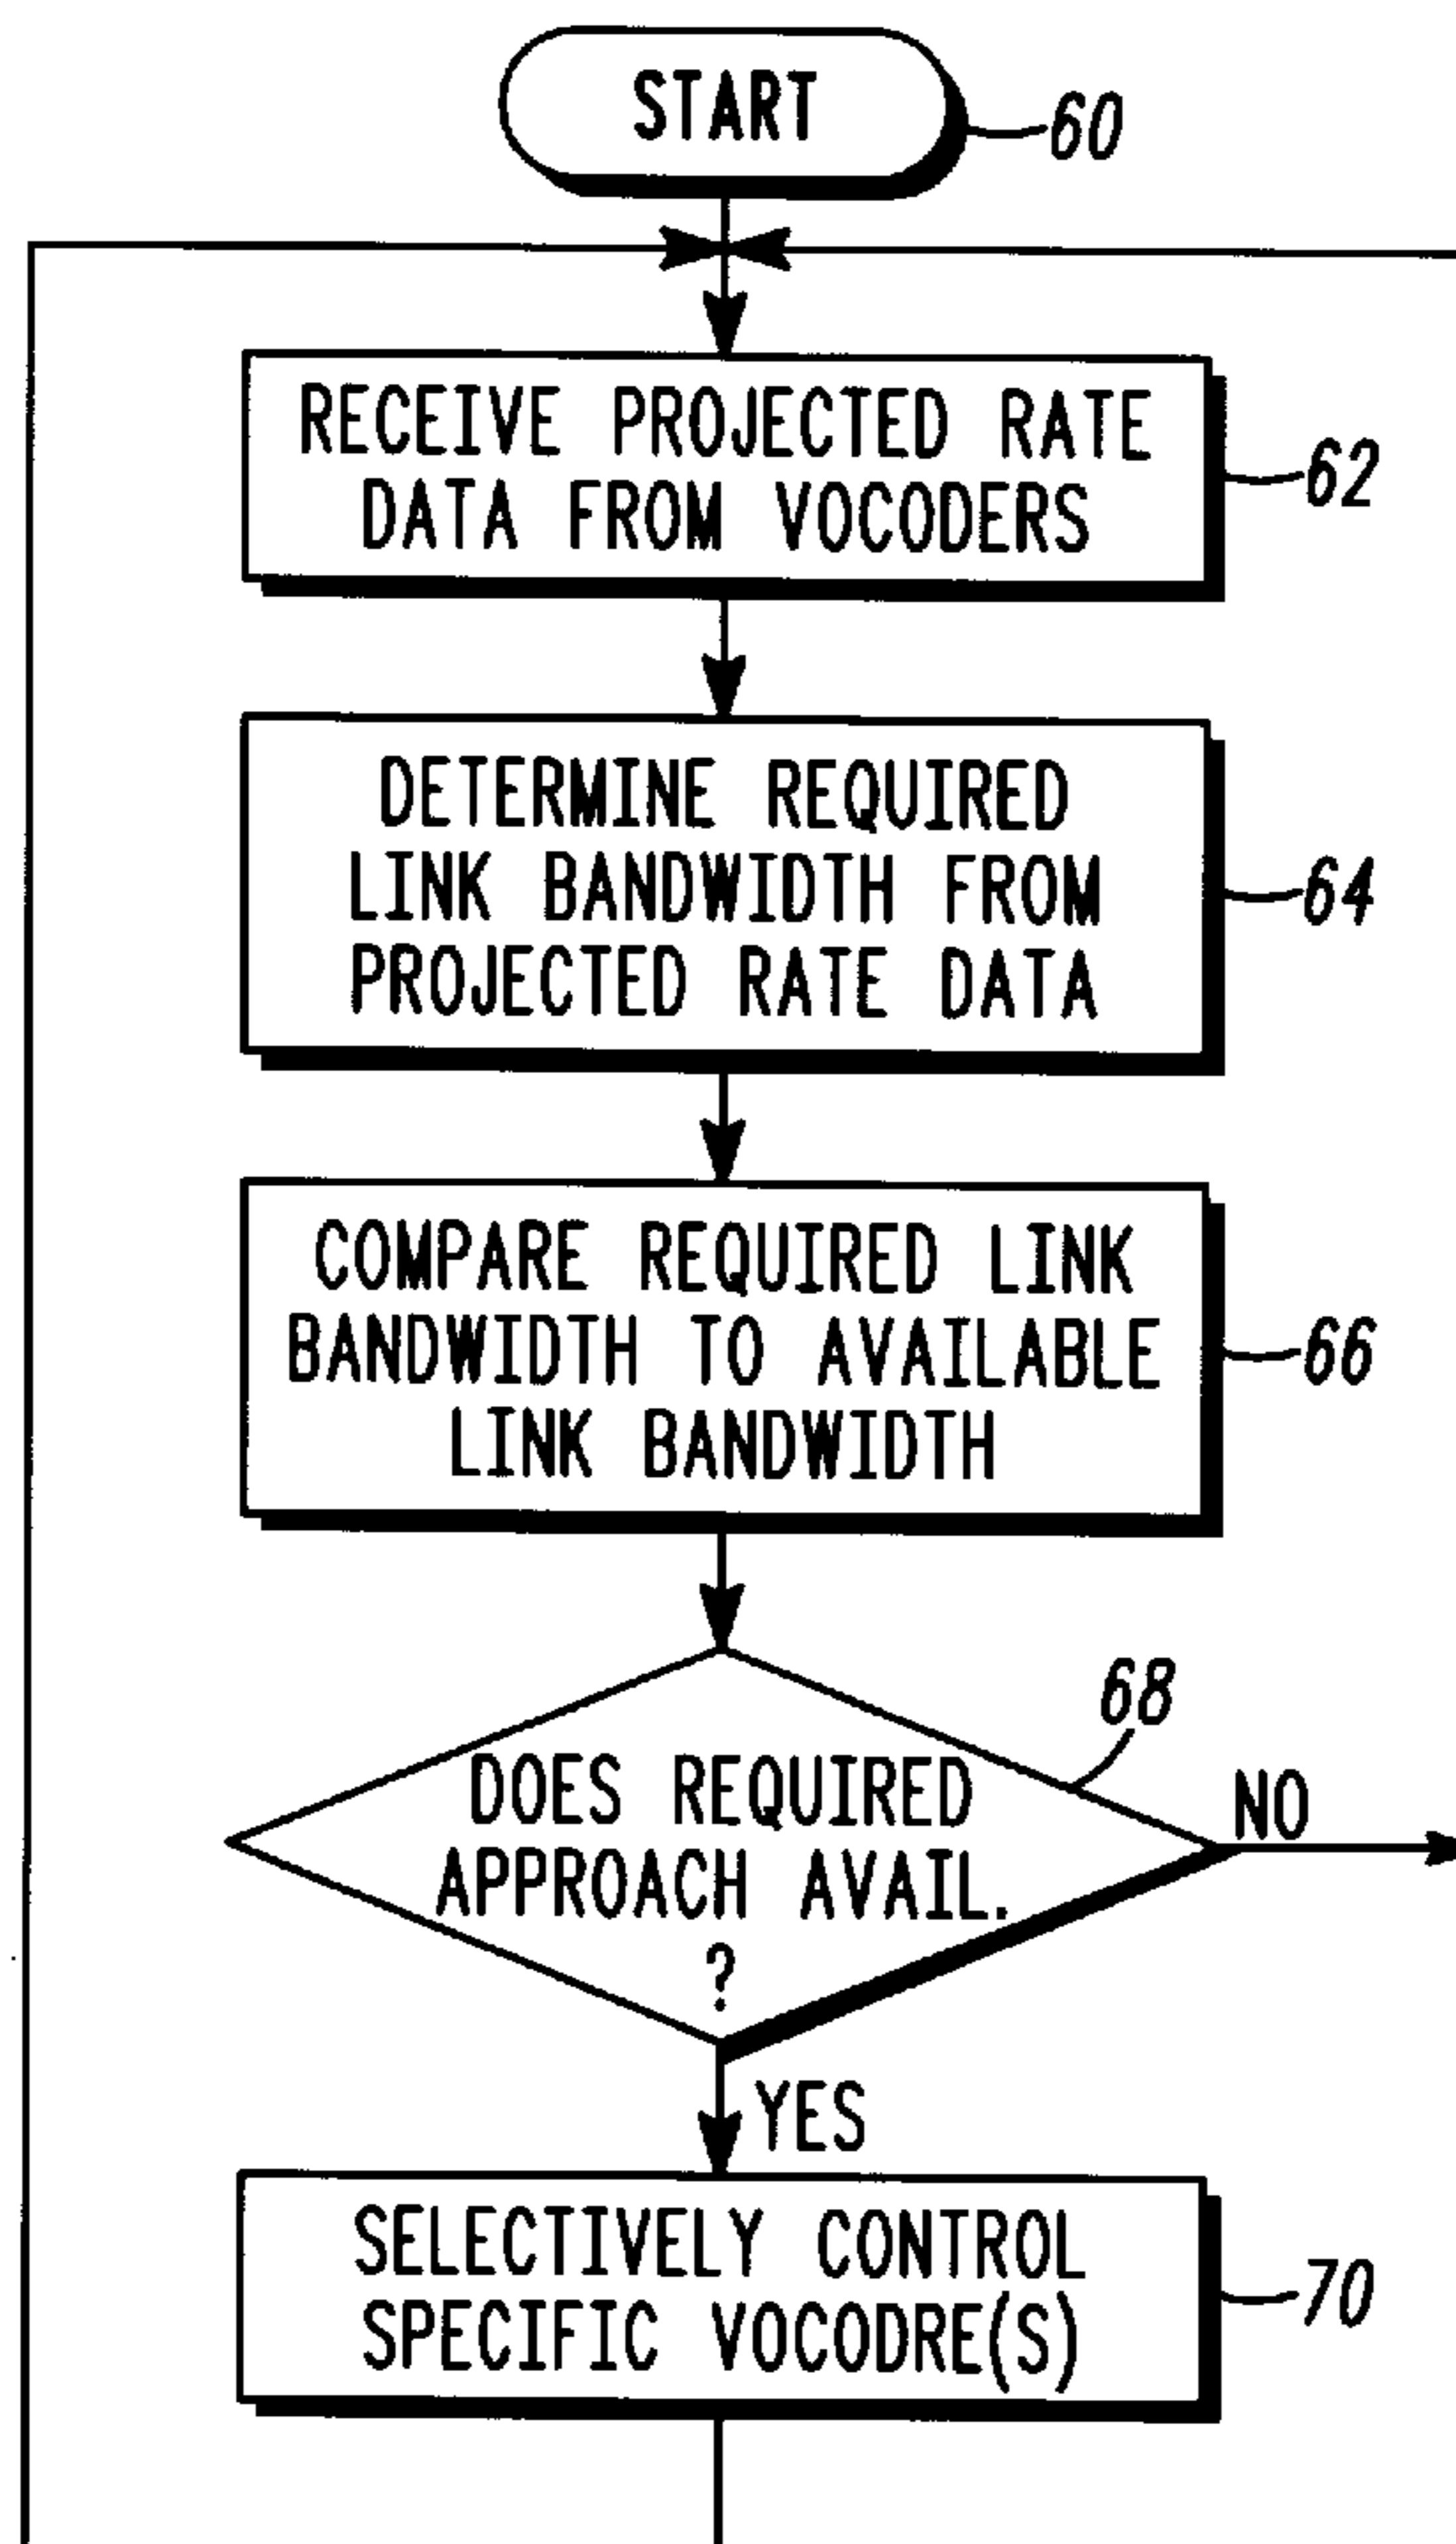 START
60
RECEIVE PROJECTED RATE
DATA FROM VOCODERS
62
DETERMINE REQUIRED
LINK BANDWIDTH FROM
PROJECTED RATE DATA
64
COMPARE REQUIRED LINK
BANDWIDTH TO AVAILABLE
LINK BANDWIDTH
66
68
DOES REQUIRED
APPROACH AVAIL.
?
NO
YES
SELECTIVELY CONTROL
SPECIFIC VOCODRE(S)
70